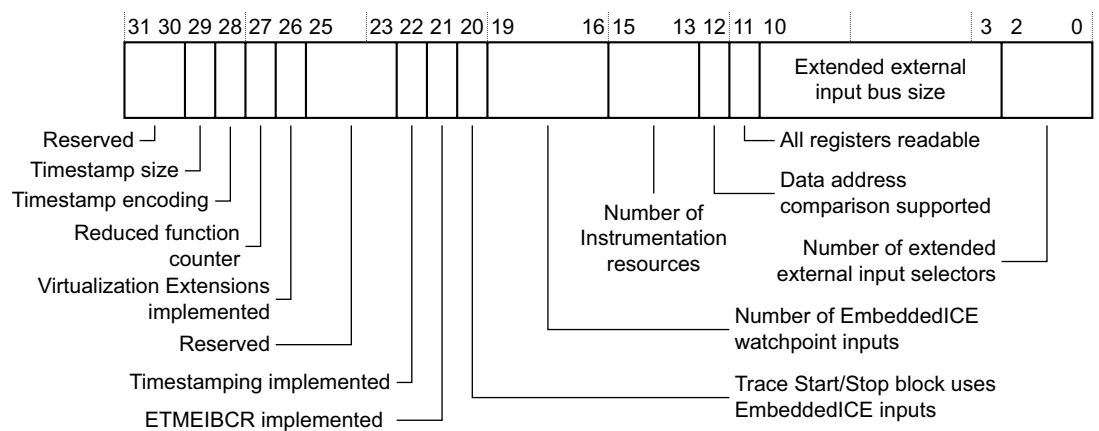 31 30 29 28 27 26 25 23 22 21 20 19 16 15 13 12 11 10 3 2 0
Extended external
input bus size
Reserved
Timestamp size
Timestamp encoding
Reduced function
counter
Virtualization Extensions
implemented
Reserved
Timestamping implemented
ETMEIBCR implemented
All registers readable
Data address
comparison supported
Number of
Instrumentation
resources
Number of extended
external input selectors
Number of EmbeddedICE
watchpoint inputs
Trace Start/Stop block uses
EmbeddedICE inputs